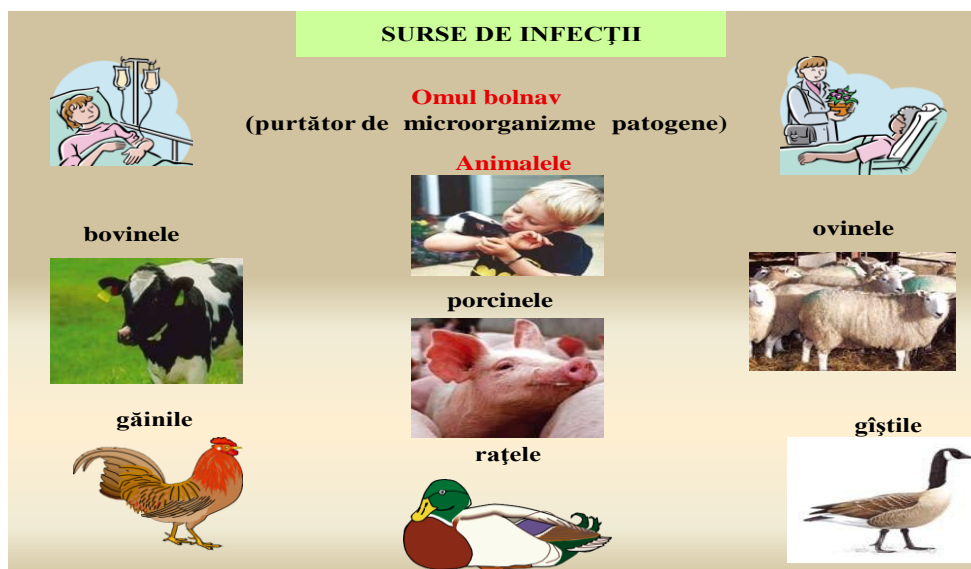 SURSE DE INFECŢII
Omul bolnav
(purtător de microorganizme patogene)
Animalele
bovinele
ovinele
porcinele
găinile
gîştile
raţele